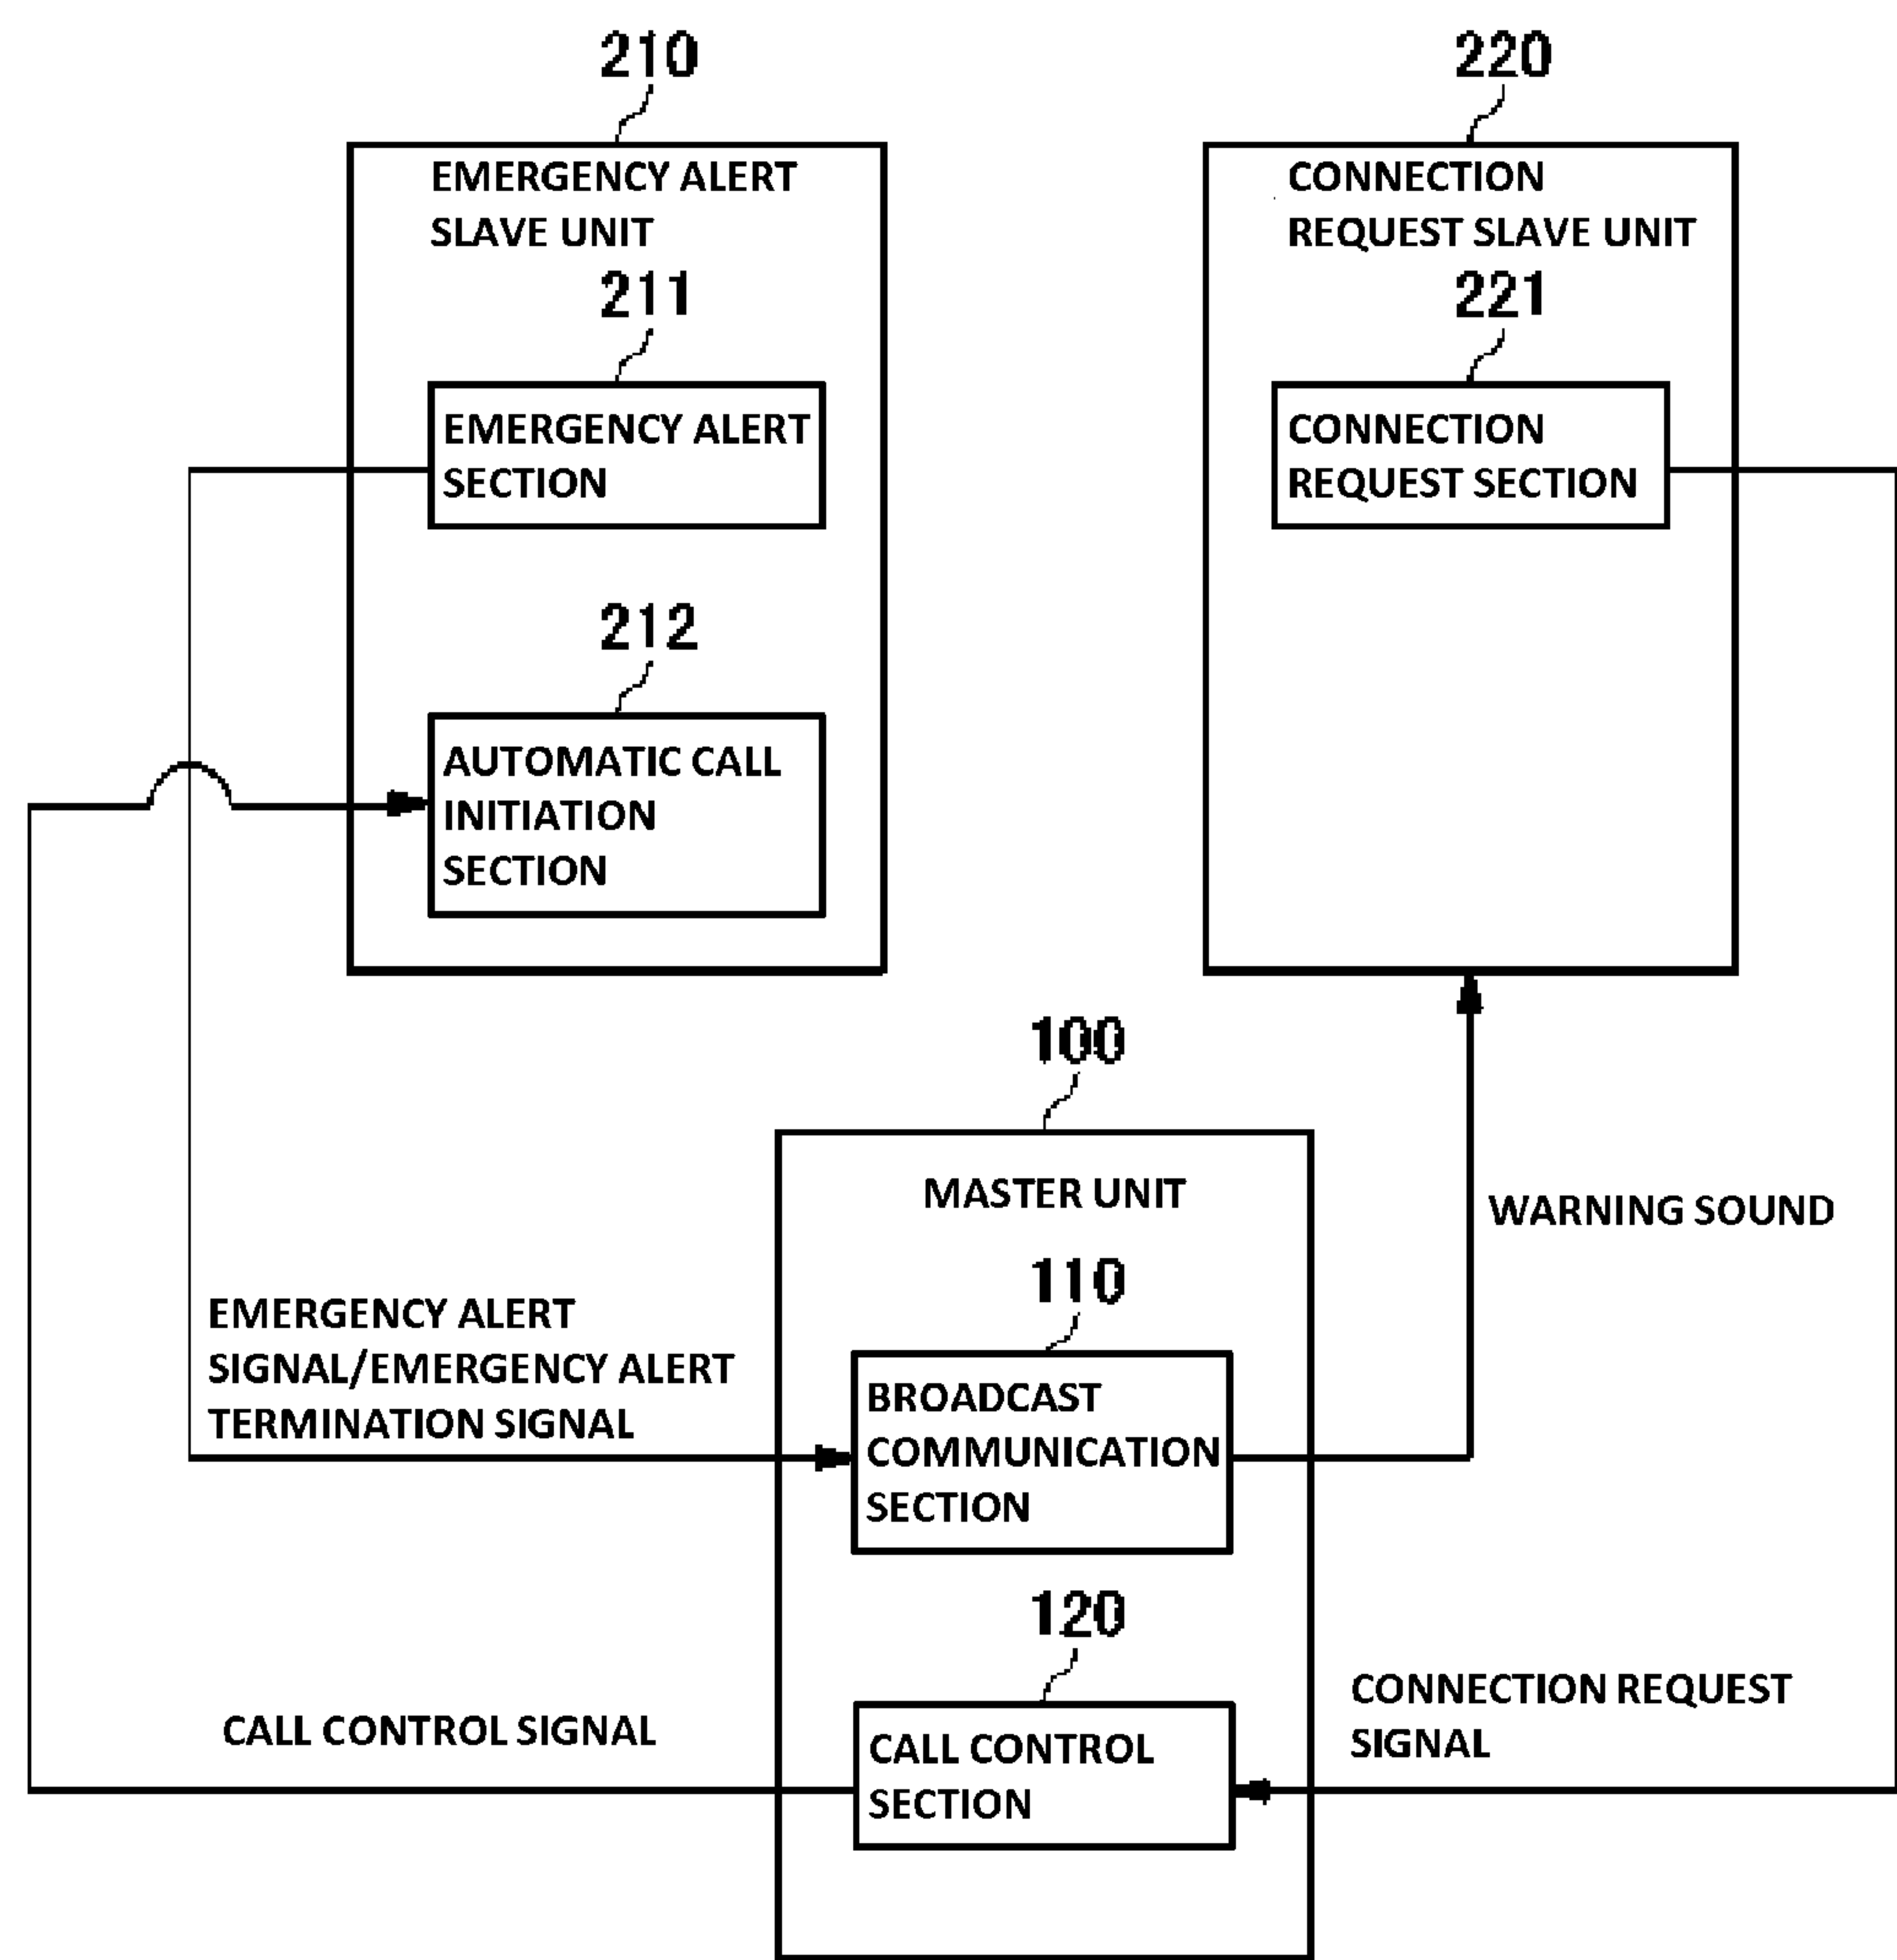 210
EMERGENCY ALERT
SLAVE UNIT
211
EMERGENCY ALERT
SECTION
212
AUTOMATIC CALL
INITIATION
SECTION
220
CONNECTION
REQUEST SLAVE UNIT
221
CONNECTION
REQUEST SECTION
100
MASTER UNIT
110
BROADCAST
COMMUNICATION
SECTION
120
CALL CONTROL
SECTION
WARNING SOUND
EMERGENCY ALERT
SIGNAL/EMERGENCY ALERT
TERMINATION SIGNAL
CALL CONTROL SIGNAL
CONNECTION REQUEST
SIGNAL